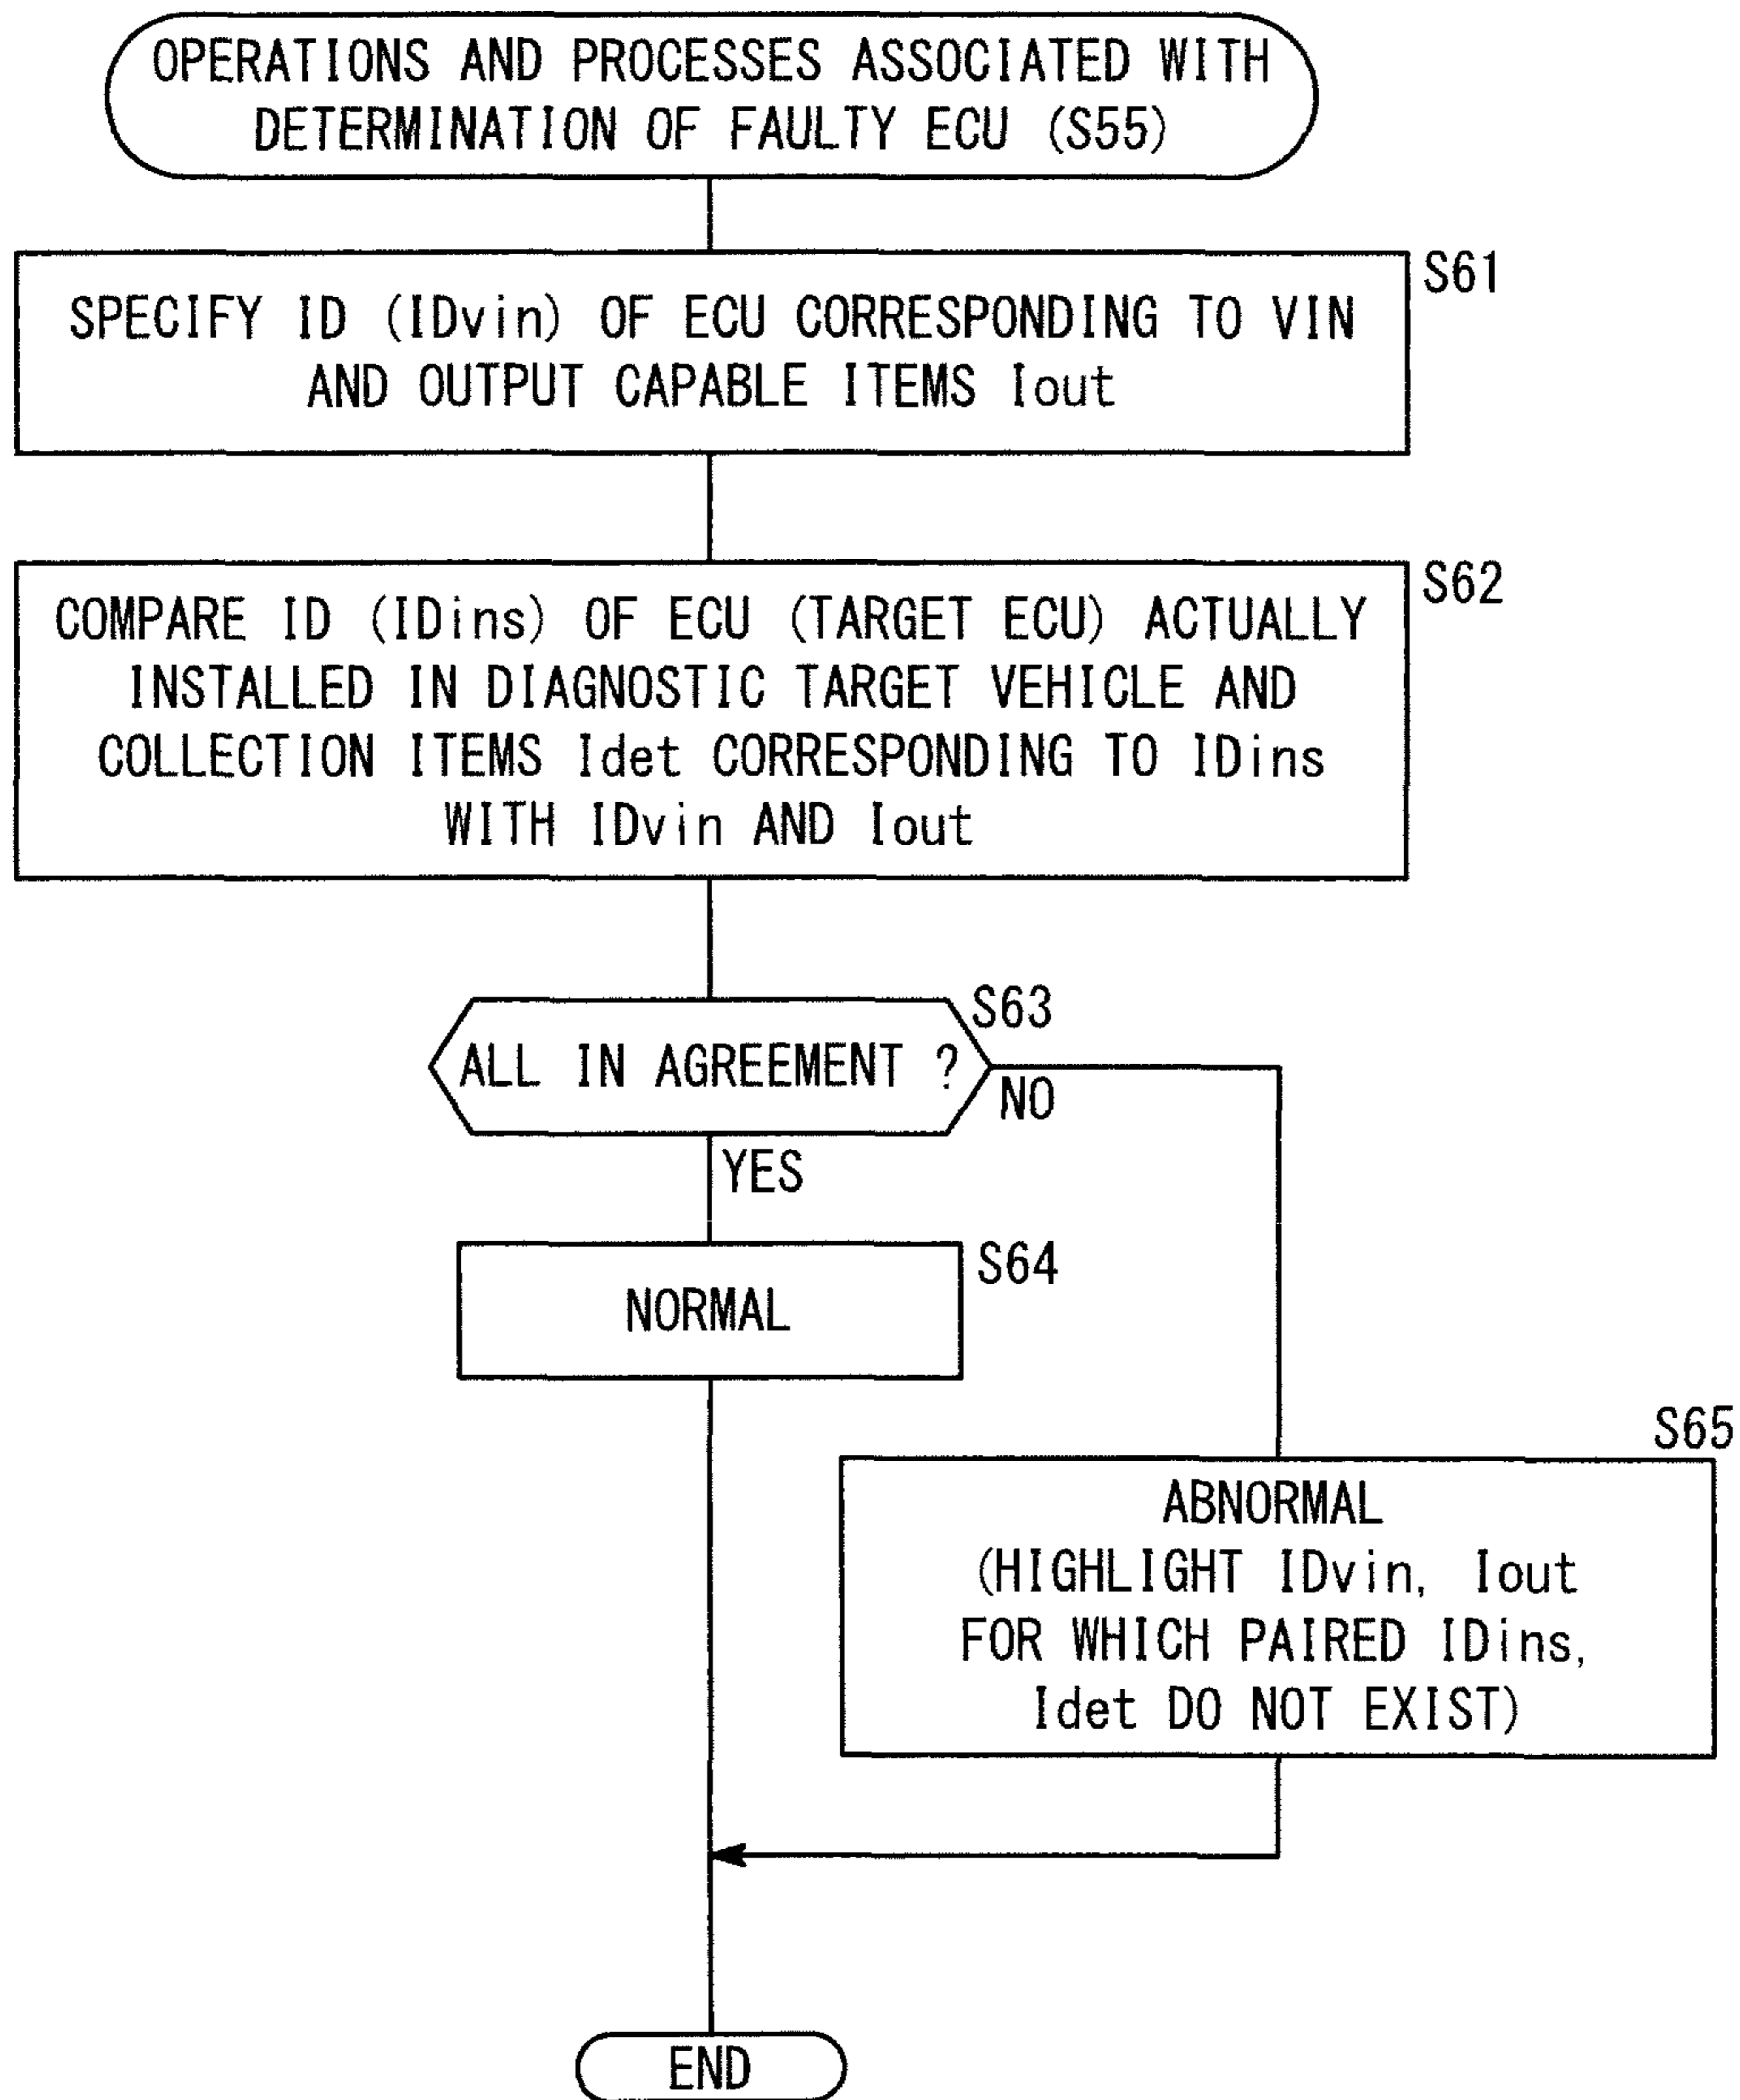 OPERATIONS AND PROCESSES ASSOCIATED WITH
DETERMINATION OF FAULTY ECU (S55)
S61
SPECIFY ID (IDvin) OF ECU CORRESPONDING TO VIN
AND OUTPUT CAPABLE ITEMS Iout
S62
COMPARE ID (IDins) OF ECU (TARGET ECU) ACTUALLY
INSTALLED IN DIAGNOSTIC TARGET VEHICLE AND
COLLECTION ITEMS Idet CORRESPONDING TO IDins
WITH IDvin AND Iout
S63
ALL IN AGREEMENT ?
NO
YES
S64
NORMAL
S65
ABNORMAL
(HIGHLIGHT IDvin, Iout
FOR WHICH PAIRED IDins,
Idet DO NOT EXIST)
END